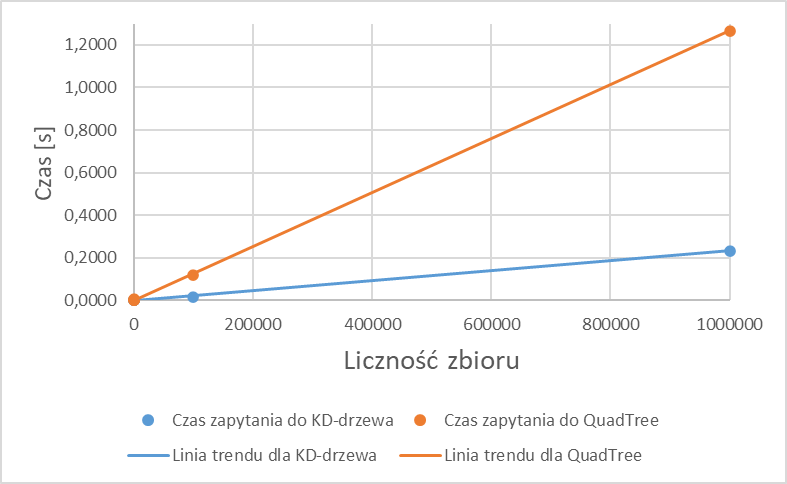 1,2000
1,0000
0,8000
0,6000
0,4000
0,2000
0,0000
Czas [s]
0 200000 400000 600000 800000 1000000
Liczność zbioru
Czas zapytania do KD-drzewa Czas zapytania do QuadTree
Linia trendu dla KD-drzewa Linia trendu dla QuadTree